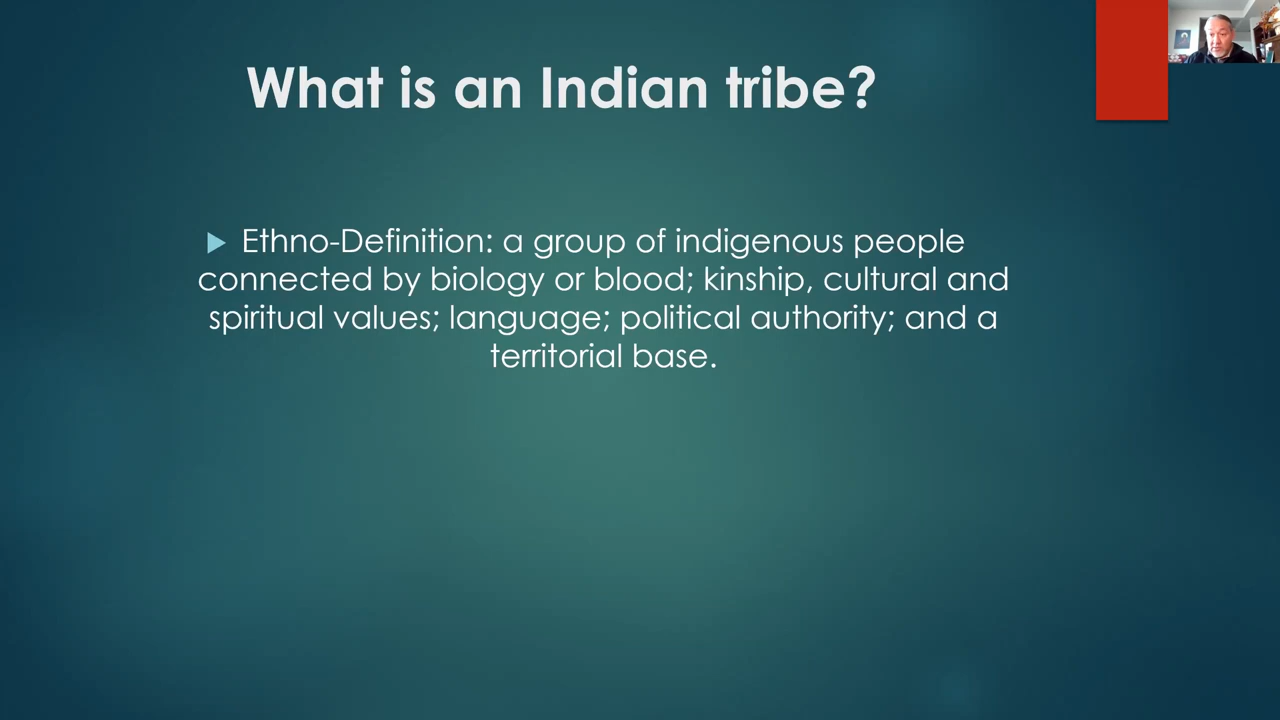 What is an Indian tribe?
Ethno-Definition: a group of indigenous people
connected by biology or blood; kinship, cultural and
spiritual values; language; political authority; and a
territorial base.